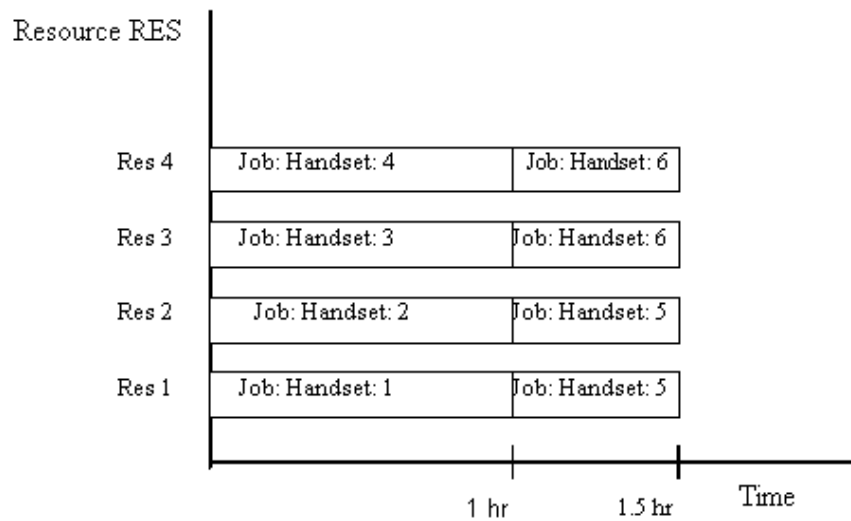 Resource RES
Res 4
Job: Handset: 4
Job: Handset: 6
Res 3
Job: Handset: 3
Job: Handset: 6
Res 2
Job: Handset: 2
Job: Handset: 5
Res 1
Job: Handset: 1
Job: Handset: 5
1 hr
1.5 hr
Time